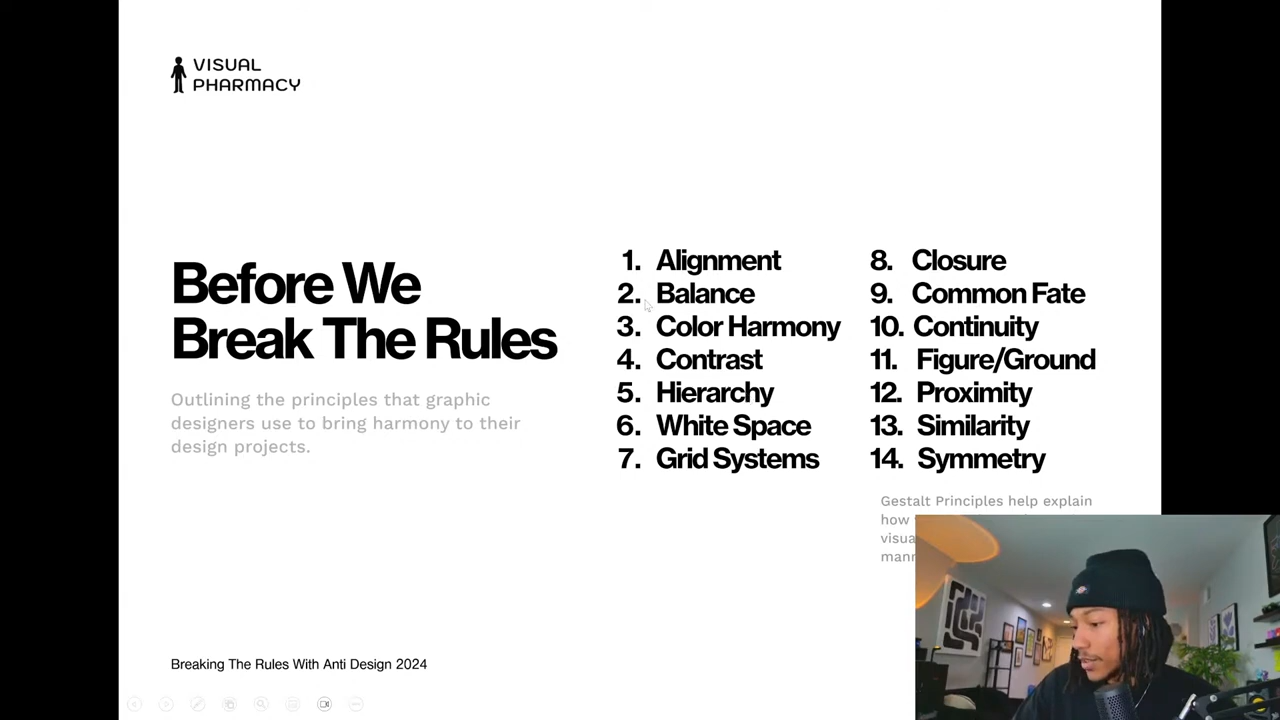 VISUAL
PHARMACY
Before We
Break The Rules
Outlining the principles that graphic
designers use to bring harmony to their
design projects.
1. Alignment
2. Balance
3. Color Harmony
4. Contrast
5. Hierarchy
6. White Space
7. Grid Systems
8. Closure
9. Common Fate
10. Continuity
11. Figure/Ground
12. Proximity
13. Similarity
14. Symmetry
Gestalt Principles help explain
how
Breaking The Rules With Anti Design 2024